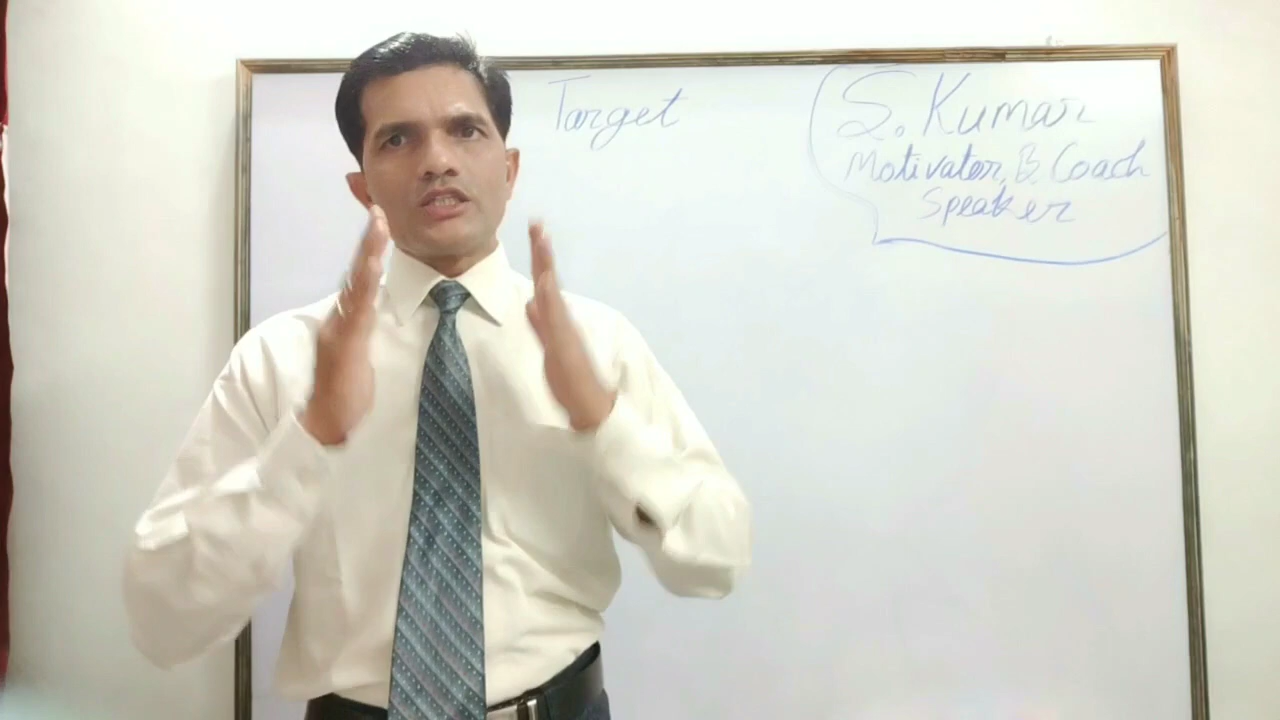 Target
S. Kumar
Motivator, B. Coach
Speaker